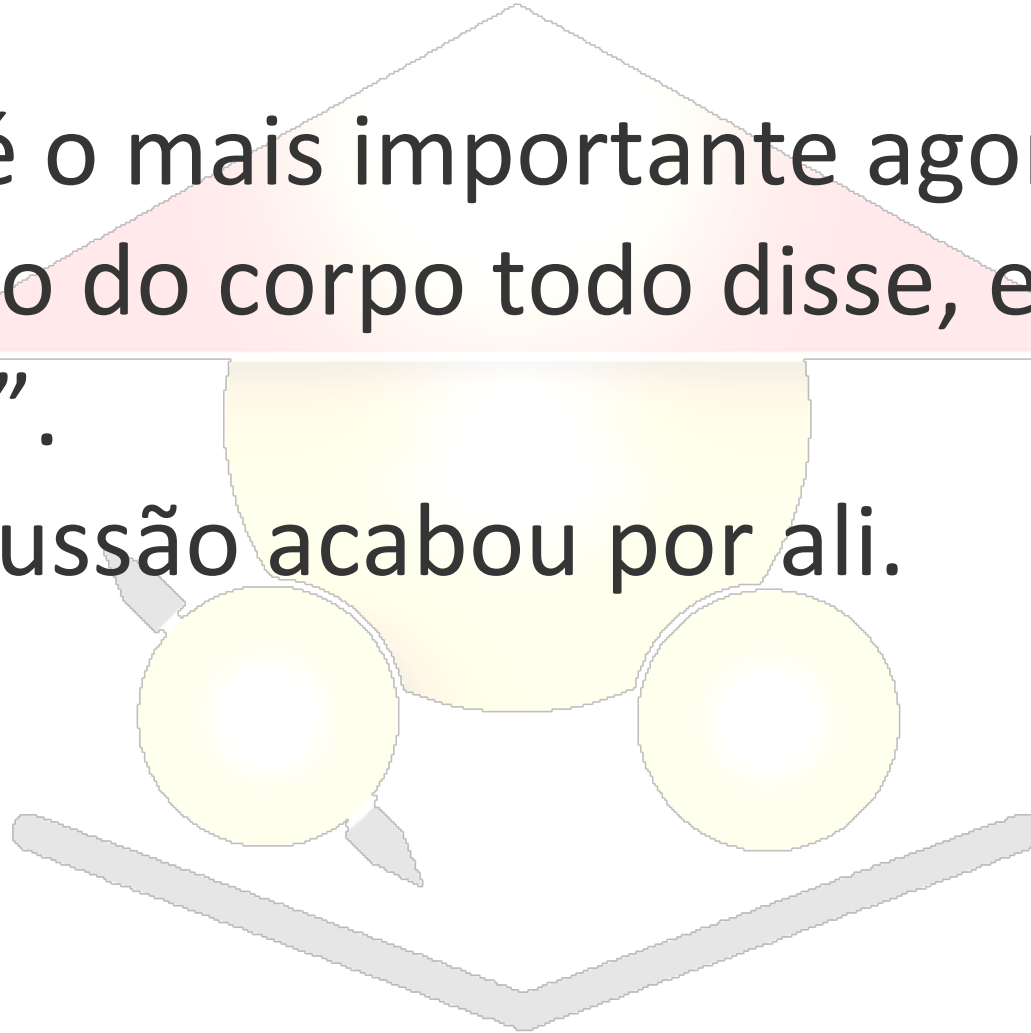 é o mais importante agor
o do corpo todo disse, e
”.
ussão acabou por ali.